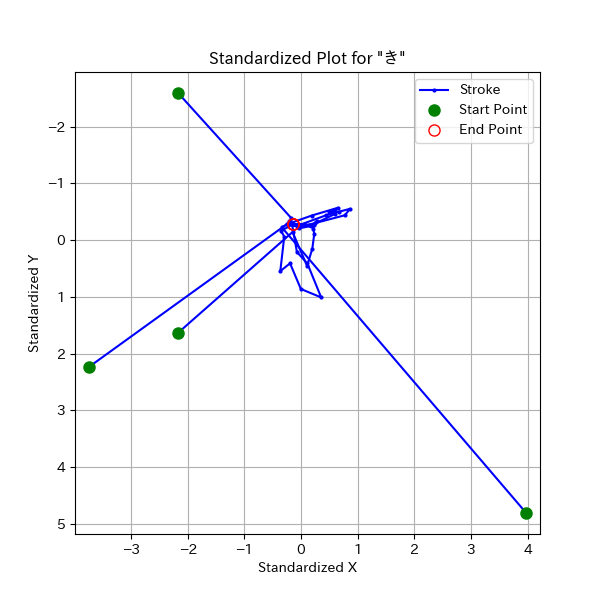 Standardized Plot for "き"
Stroke
Start Point
End Point
Standardized Y
−2
−1
0
1
2
3
4
5
−3 −2 −1 0 1 2 3 4
Standardized X